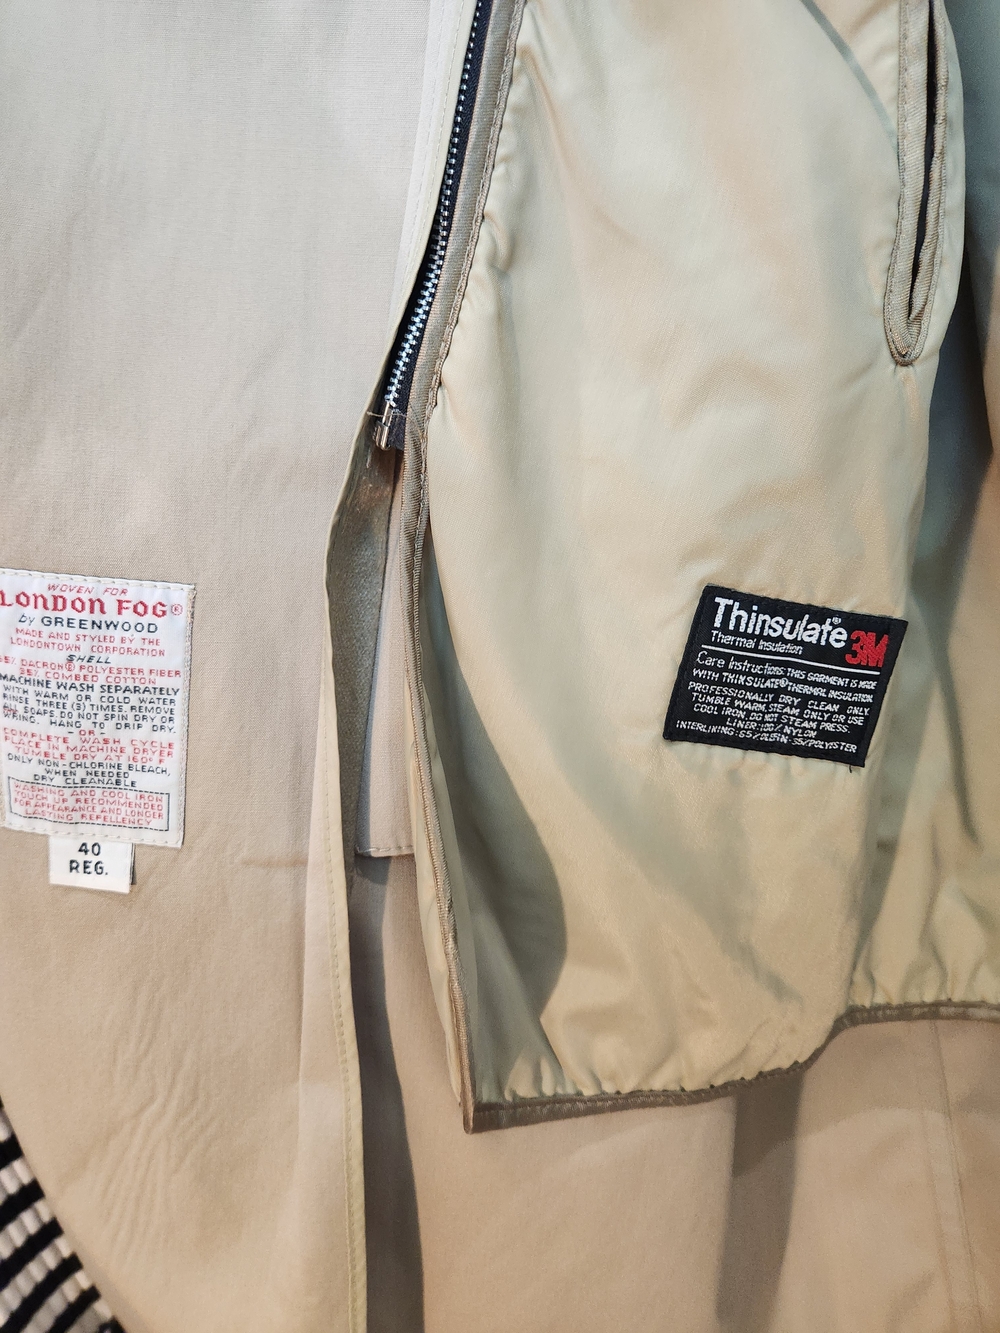 WOVEN FOR
LONDON FOG®
by GREENWOOD
MADE AND STYLED BY THE
LONDONTOWN CORPORATION
SHELL
65% DACRON® POLYESTER FIBER
35% COMBED COTTON
MACHINE WASH SEPARATELY
WITH WARM OR COLD WATER
RINSE THREE (3) TIMES. REMOVE
ALL SOAPS. DO NOT SPIN DRY OR
WRING. HANG TO DRIP DRY.
-OR-
COMPLETE WASH CYCLE
PLACE IN MACHINE DRYER
TUMBLE DRY AT 160° F
ONLY NON-CHLORINE BLEACH,
WHEN NEEDED
DRY CLEANABLE
WASHING AND COOL IRON
TOUCH UP RECOMMENDED
FOR APPEARANCE AND LONGER
LASTING REPELLENCY
40
REG.
Thinsulate®
Thermal Insulation
3M
Care Instructions: THIS GARMENT IS MADE
WITH THINSULATE® THERMAL INSULATION
PROFESSIONALLY DRY CLEAN ONLY
TUMBLE WARM, STEAM ONLY OR USE
COOL IRON, DO NOT STEAM PRESS.
LINER: 100% NYLON
INTERLINING: 65% OLEFIN-35% POLYESTER